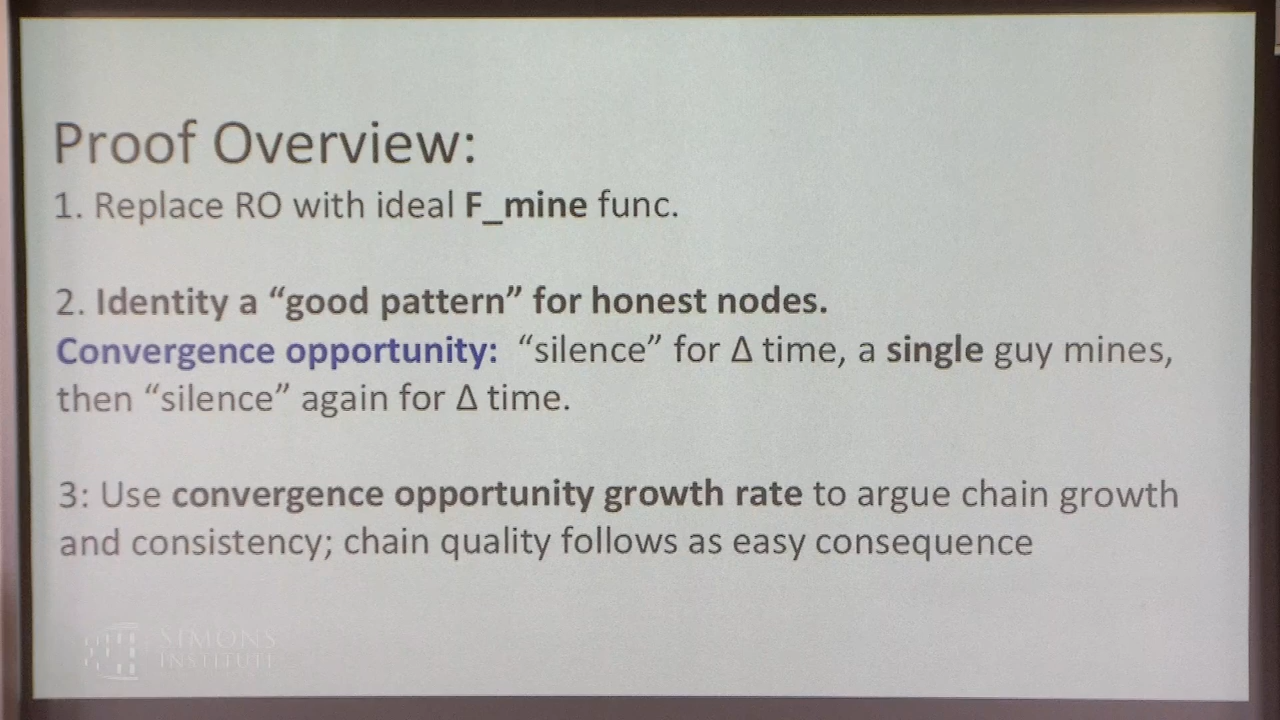 Proof Overview:
1. Replace RO with ideal F_mine func.
2. Identity a “good pattern” for honest nodes.
Convergence opportunity: “silence” for Δ time, a single guy mines,
then “silence” again for Δ time.
3: Use convergence opportunity growth rate to argue chain growth
and consistency; chain quality follows as easy consequence
SIMONS
INSTITUTE